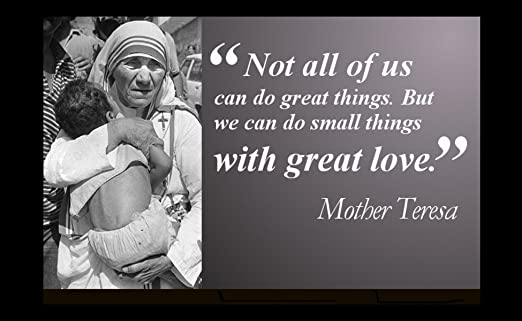 “Not all of us
can do great things. But
we can do small things
with great love.”
Mother Teresa